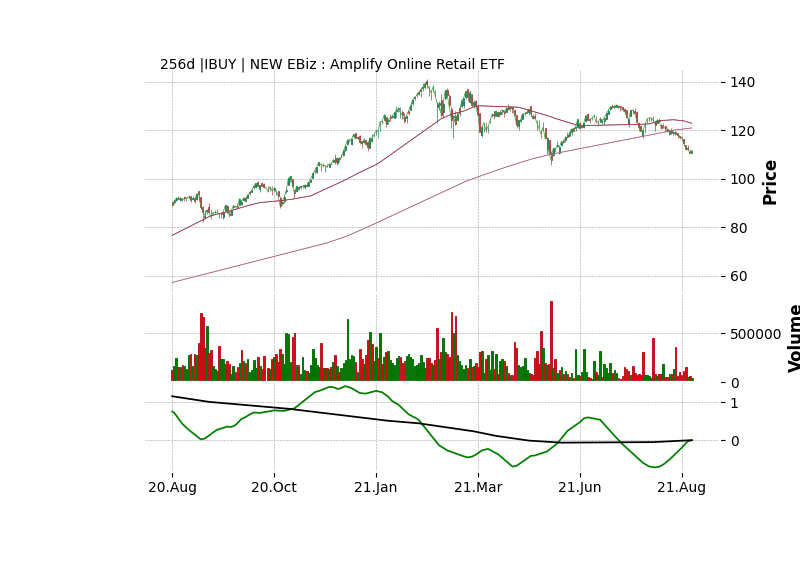 256d |IBUY | NEW EBiz : Amplify Online Retail ETF
140
120
100
80
60
Price
500000
0
Volume
1
0
20.Aug 20.Oct 21.Jan 21.Mar 21.Jun 21.Aug